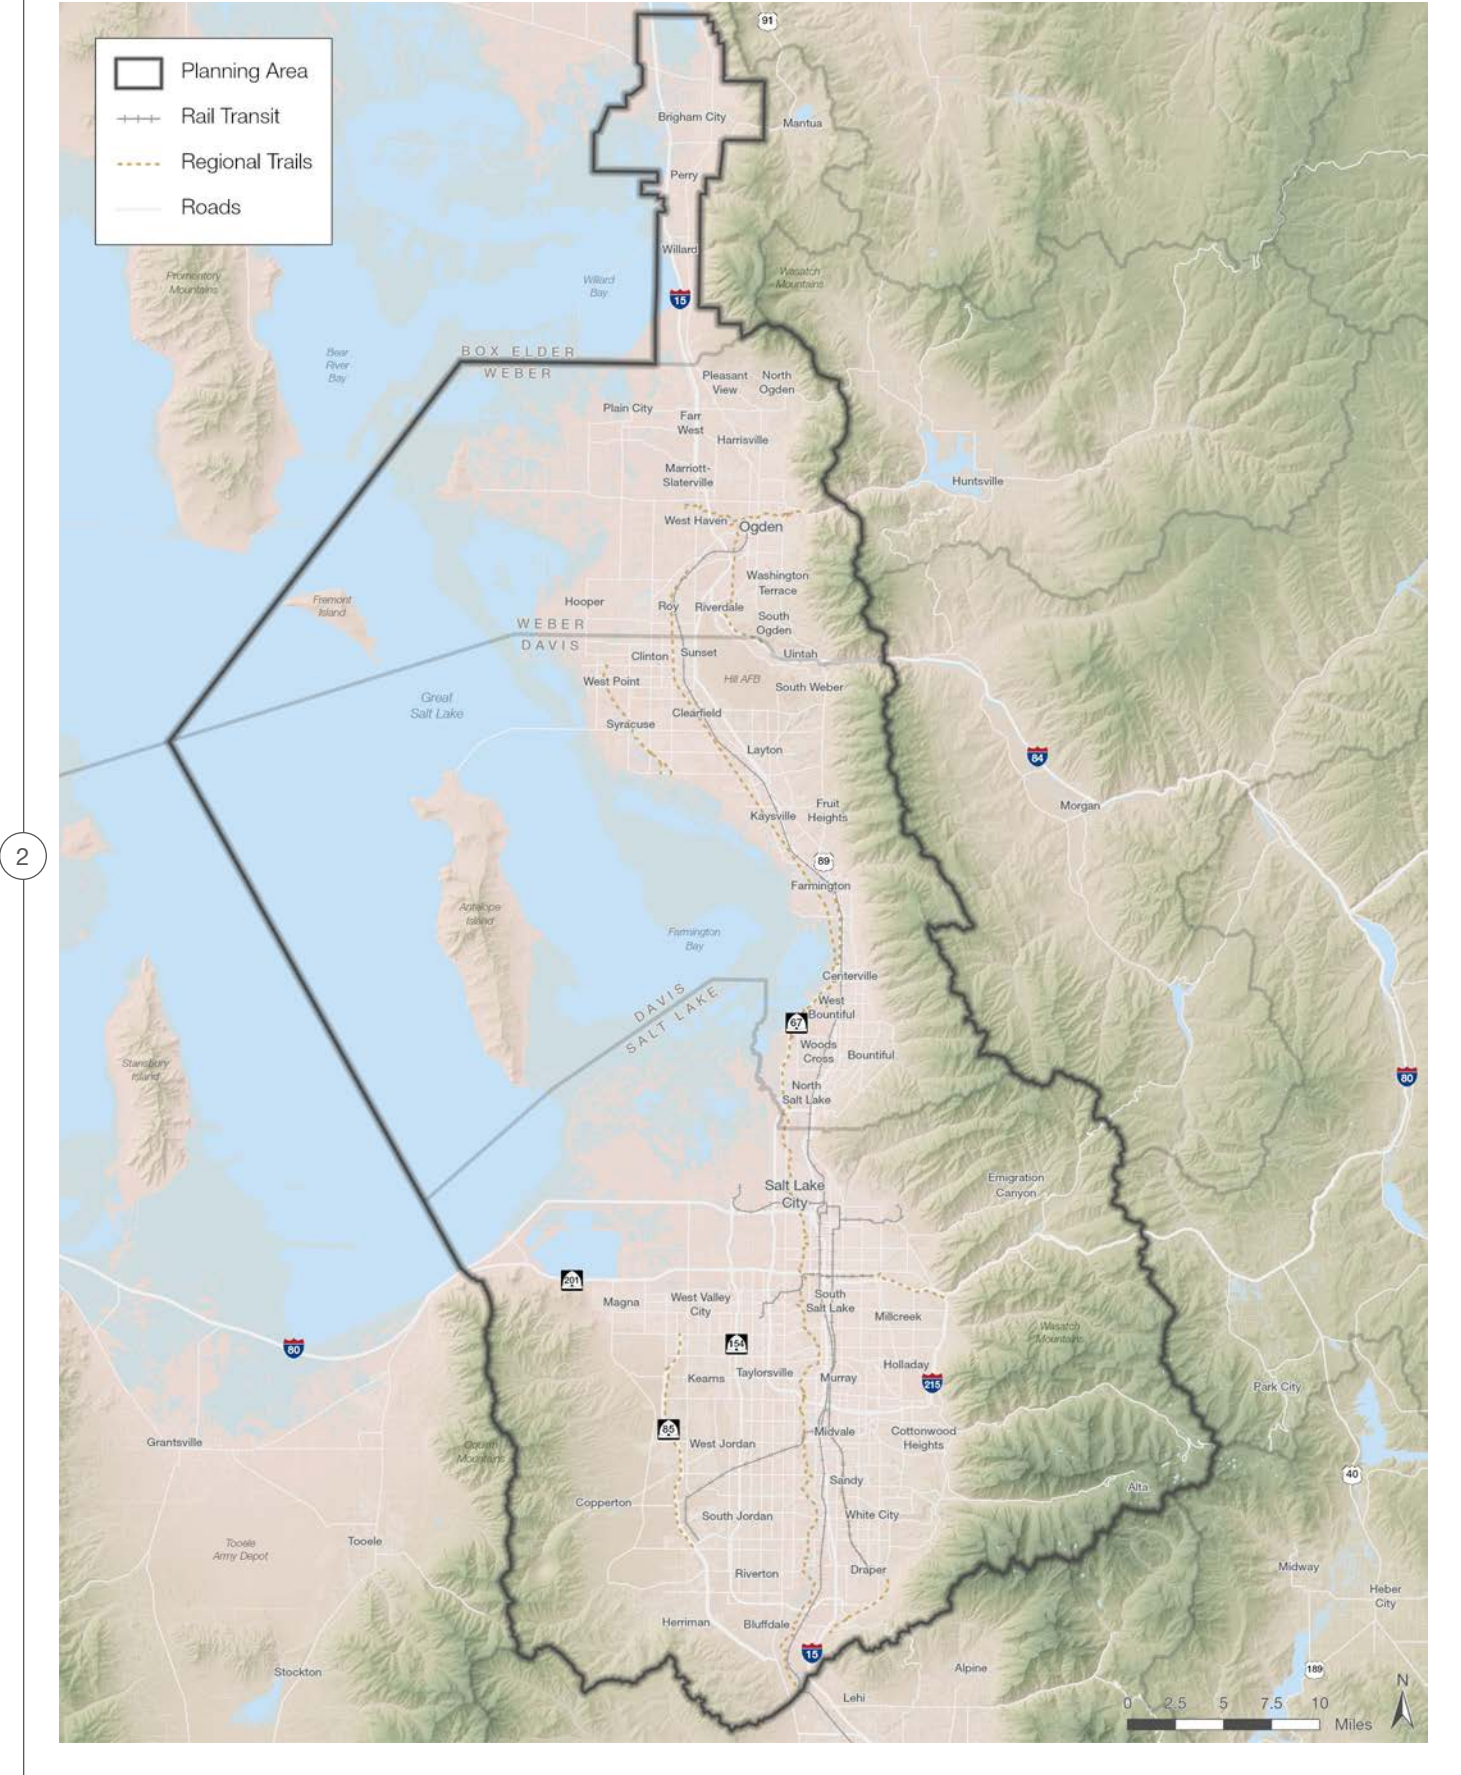 91
Planning Area
Rail Transit
Regional Trails
Roads
Brigham City
Mantua
Perry
Willard
Promontory
Mountains
Willard
Bay
Wasatch
Mountains
15
Bear
River
Bay
BOX ELDER
WEBER
Pleasant
View
North
Ogden
Plain City
Farr
West
Harrisville
Marriott-
Slaterville
Huntsville
West Haven
Ogden
Washington
Terrace
Fremont
Island
Hooper
Roy
Riverdale
South
Ogden
WEBER
DAVIS
Clinton
Sunset
Uintah
West Point
Hill AFB
South Weber
Great
Salt Lake
Clearfield
Syracuse
Layton
84
Morgan
Fruit
Heights
Kaysville
2
89
Farmington
Antelope
Island
Farmington
Bay
Centerville
DAVIS
SALT LAKE
West
Bountiful
67
Woods
Cross
Bountiful
Stansbury
Island
80
North
Salt Lake
Emigration
Canyon
Salt Lake
City
201
Magna
West Valley
City
South
Salt Lake
Millcreek
Wasatch
Mountains
80
154
Kearns
Taylorsville
Murray
Holladay
215
Park City
85
Grantsville
Oquirrh
Mountains
West Jordan
Midvale
Cottonwood
Heights
40
Sandy
Alta
Copperton
South Jordan
White City
Tooele
Army Depot
Tooele
Riverton
Draper
Midway
Heber
City
Herriman
Bluffdale
15
Stockton
Alpine
189
Lehi
N
0 2.5 5 7.5 10
Miles